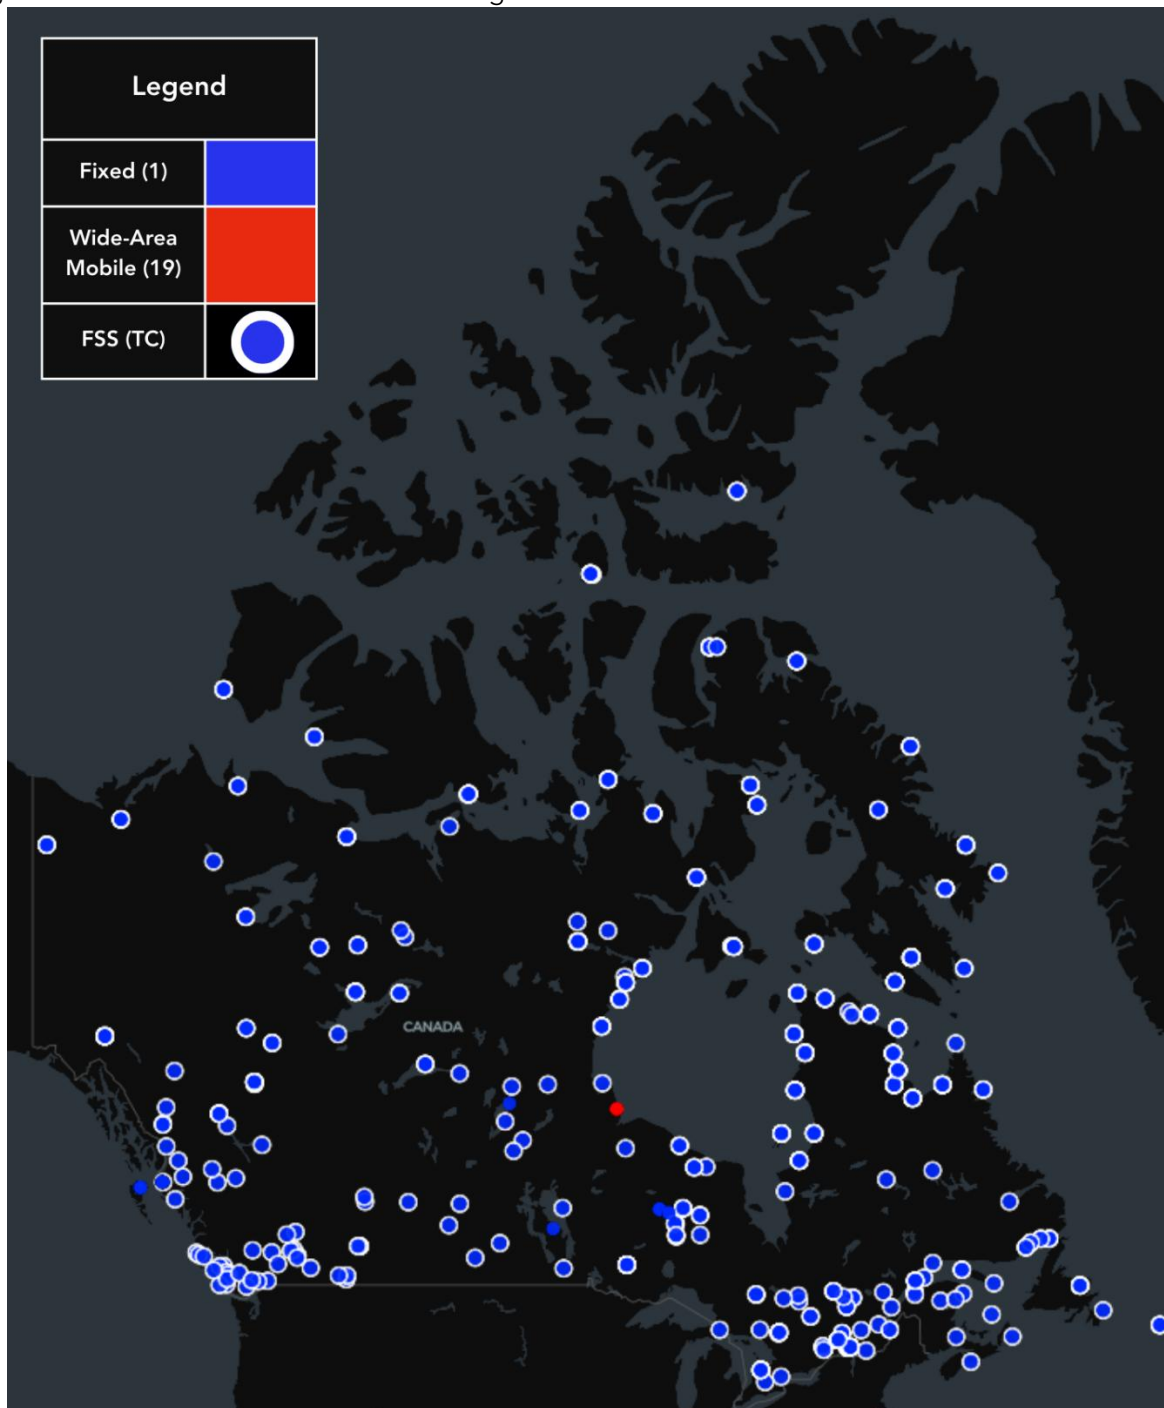 Legend
Fixed (1)
Wide-Area
Mobile (19)
FSS (TC)
CANADA